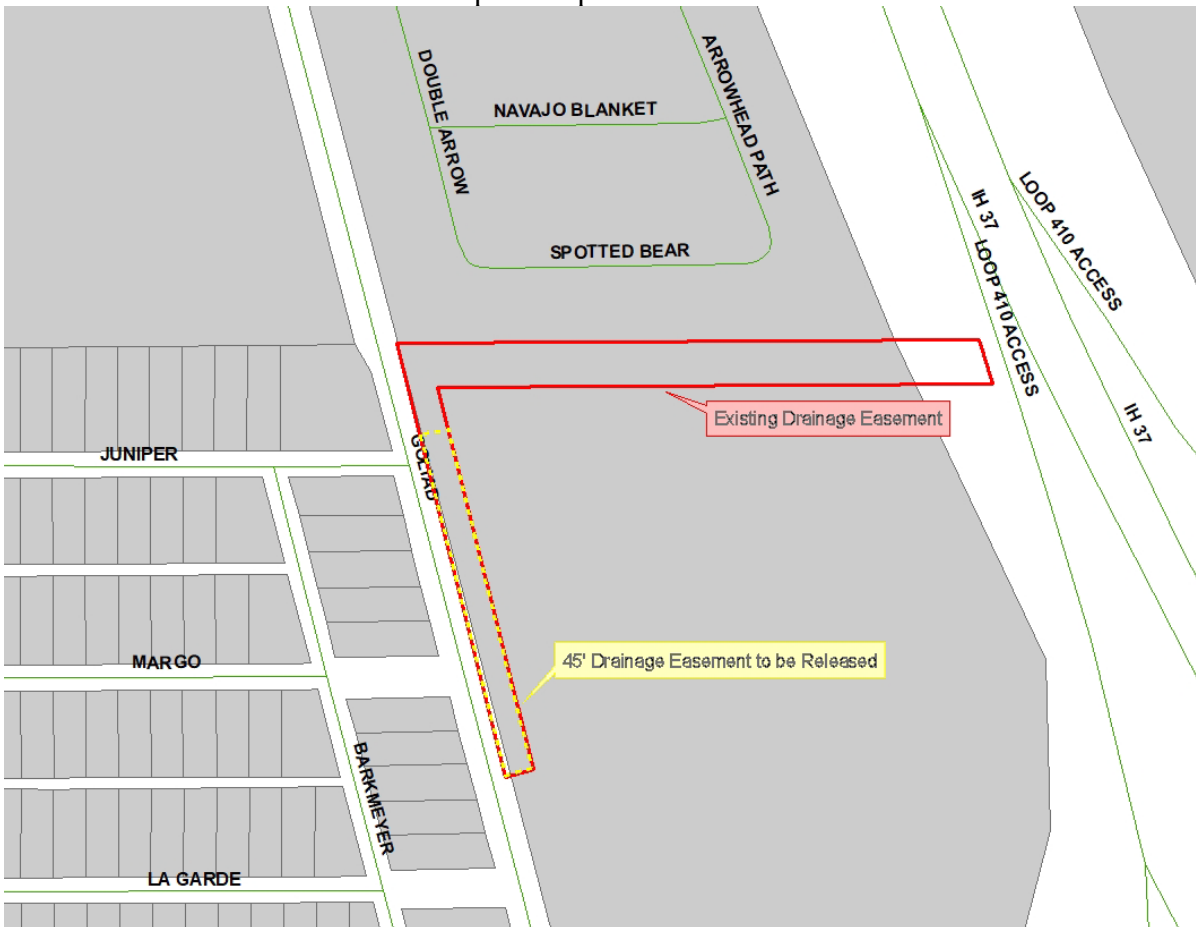 DOUBLE ARROW
NAVAJO BLANKET
ARROWHEAD PATH
SPOTTED BEAR
IH 37
LOOP 410 ACCESS
LOOP 410 ACCESS
IH 37
Existing Drainage Easement
JUNIPER
GOLIAD
MARGO
45' Drainage Easement to be Released
BARKMEYER
LA GARDE